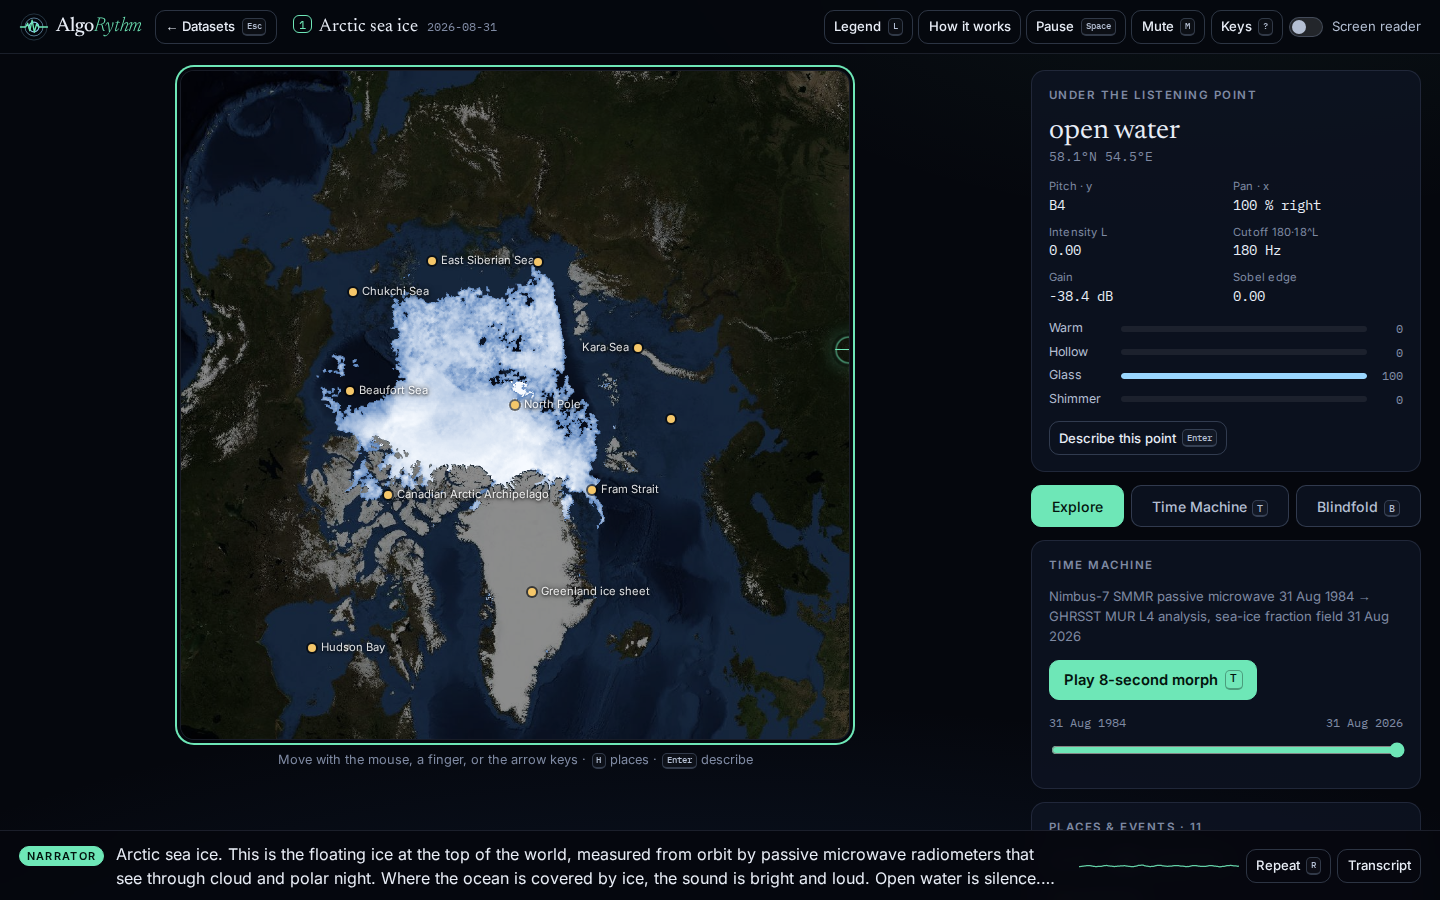 AlgoRythm
← Datasets Esc
1 Arctic sea ice 2026-08-31
Legend L
How it works
Pause Space
Mute M
Keys ?
Screen reader
East Siberian Sea
Chukchi Sea
Kara Sea
Beaufort Sea
North Pole
Canadian Arctic Archipelago
Fram Strait
Greenland ice sheet
Hudson Bay
Move with the mouse, a finger, or the arrow keys · H places · Enter describe
UNDER THE LISTENING POINT
open water
58.1°N 54.5°E
Pitch · y
B4
Pan · x
100 % right
Intensity L
0.00
Cutoff 180·18^L
180 Hz
Gain
-38.4 dB
Sobel edge
0.00
Warm 0
Hollow 0
Glass 100
Shimmer 0
Describe this point Enter
Explore
Time Machine T
Blindfold B
TIME MACHINE
Nimbus-7 SMMR passive microwave 31 Aug 1984 →
GHRSST MUR L4 analysis, sea-ice fraction field 31 Aug
2026
Play 8-second morph T
31 Aug 1984 31 Aug 2026
PLACES & EVENTS · 11
NARRATOR
Arctic sea ice. This is the floating ice at the top of the world, measured from orbit by passive microwave radiometers that
see through cloud and polar night. Where the ocean is covered by ice, the sound is bright and loud. Open water is silence....
Repeat R
Transcript